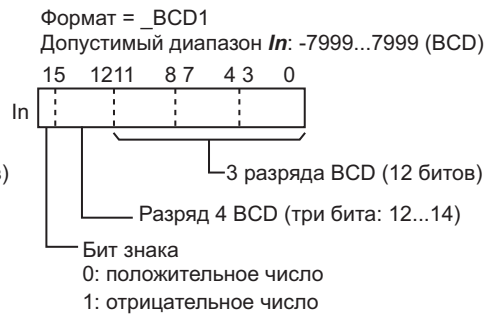 Формат = _BCD1
Допустимый диапазон In: -7999...7999 (BCD)
15 1211 8 7 4 3 0
In
в)
3 разряда BCD (12 битов)
Разряд 4 BCD (три бита: 12...14)
Бит знака
0: положительное число
1: отрицательное число